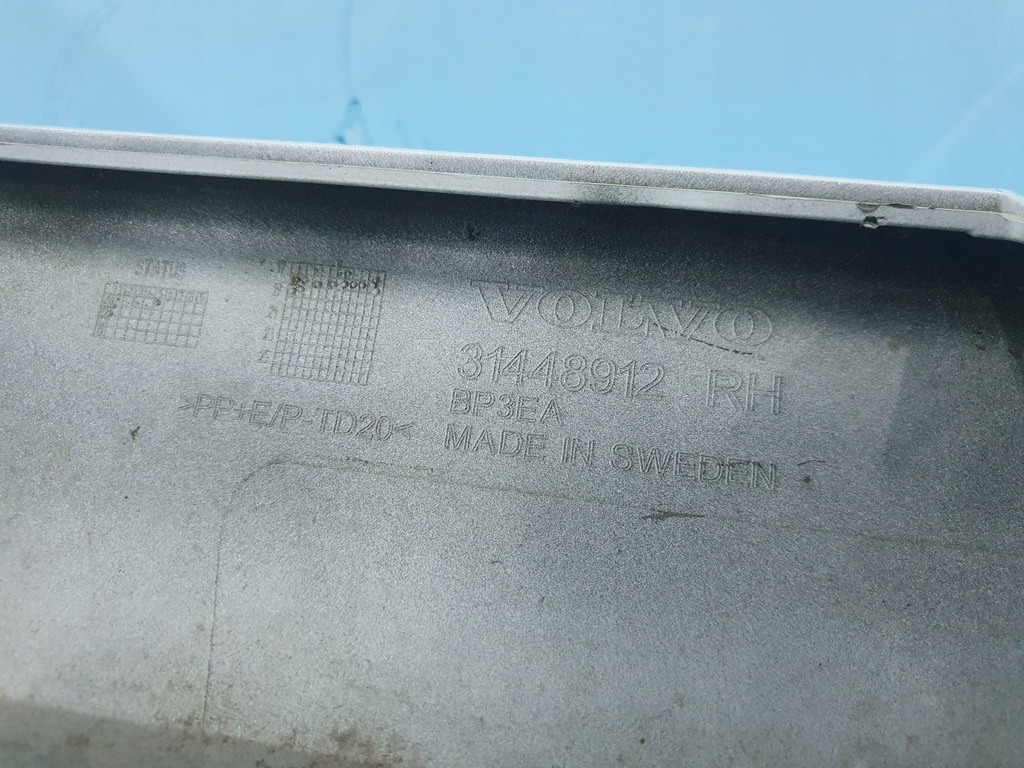 STATUS
VOLVO
31448912 RH
BP3EA
>PP+E/P-TD20<
MADE IN SWEDEN